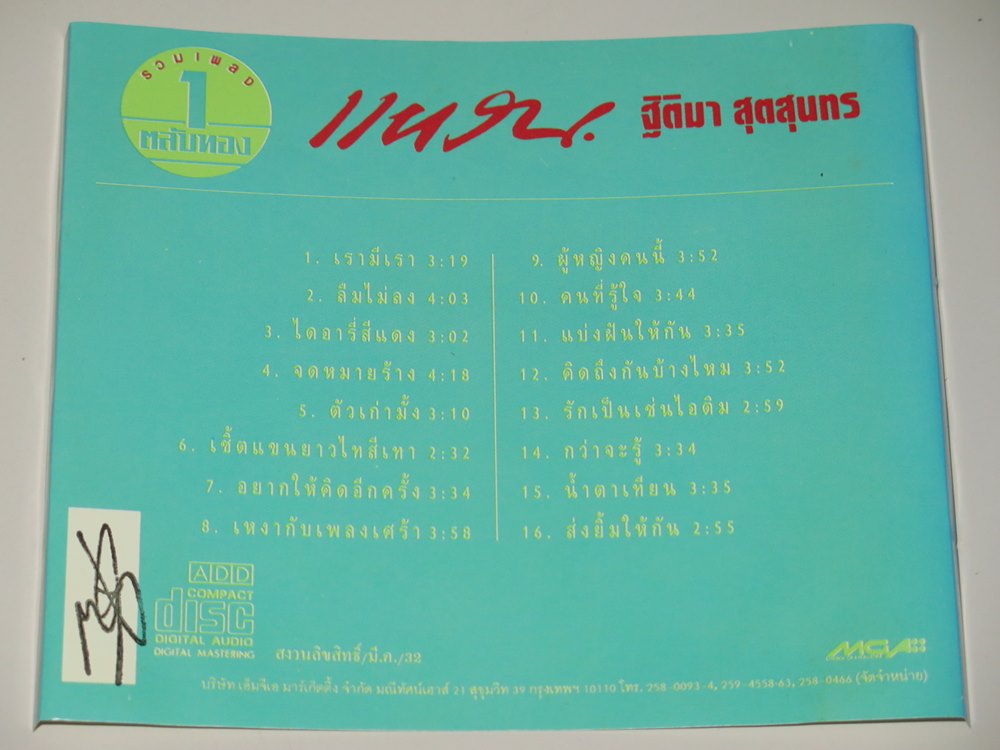 รวมเพลง
1
ตลับทอง
แหวน ฐิติมา สุตสุนทร
1. เรามีเรา 3:19
2. ลืมไม่ลง 4:03
3. ไดอารี่สีแดง 3:02
4. จดหมายร้าง 4:18
5. ตัวเก่ามั้ง 3:10
6. เชิ้ตแขนยาวไทสีเทา 2:32
7. อยากให้คิดอีกครั้ง 3:34
8. เหงากับเพลงเศร้า 3:58
9. ผู้หญิงคนนี้ 3:52
10. คนที่รู้ใจ 3:44
11. แบ่งฝันให้กัน 3:35
12. คิดถึงกันบ้างไหม 3:52
13. รักเป็นเช่นไอติม 2:59
14. กว่าจะรู้ 3:34
15. น้ำตาเทียน 3:35
16. ส่งยิ้มให้กัน 2:55
ADD
COMPACT
disc
DIGITAL AUDIO
DIGITAL MASTERING
สงวนลิขสิทธิ์/มี.ค./32
MGA
บริษัท เอ็มจีเอ มาร์เก็ตติ้ง จำกัด มณีทัศน์เฮาส์ 21 สุขุมวิท 39 กรุงเทพฯ 10110 โทร. 258-0093-4, 259-4558-63, 258-0466 (จัดจำหน่าย)